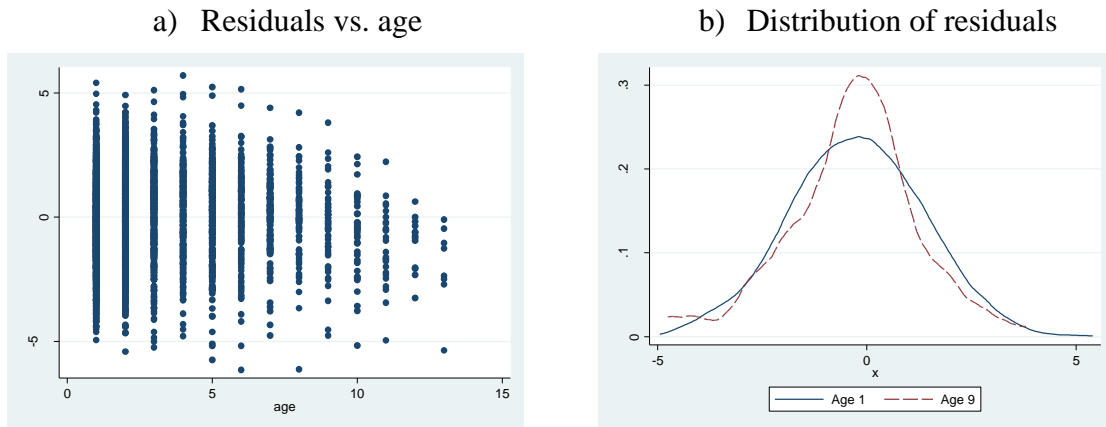 a) Residuals vs. age
5
0
-5
0 5 10 15
age
b) Distribution of residuals
.3
.2
.1
0
-5 0 5
x
Age 1 Age 9